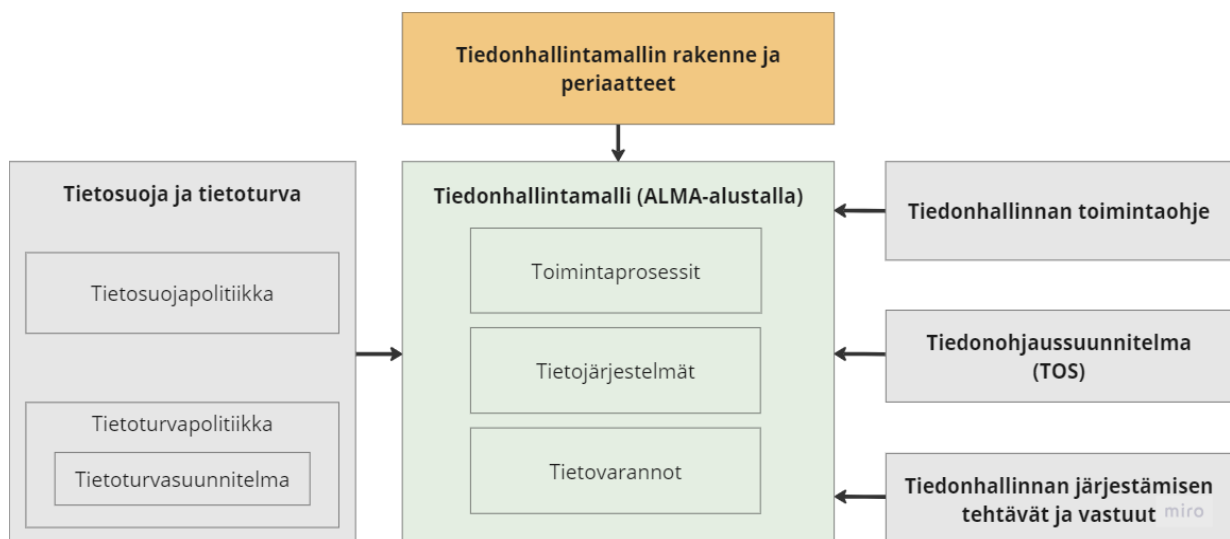 Tiedonhallintamallin rakenne ja
periaatteet
Tietosuoja ja tietoturva
Tietosuojapolitiikka
Tietoturvapolitiikka
Tietoturvasuunnitelma
Tiedonhallintamalli (ALMA-alustalla)
Toimintaprosessit
Tietojärjestelmät
Tietovarannot
Tiedonhallinnan toimintaohje
Tiedonohjaussuunnitelma
(TOS)
Tiedonhallinnan järjestämisen
tehtävät ja vastuut
miro